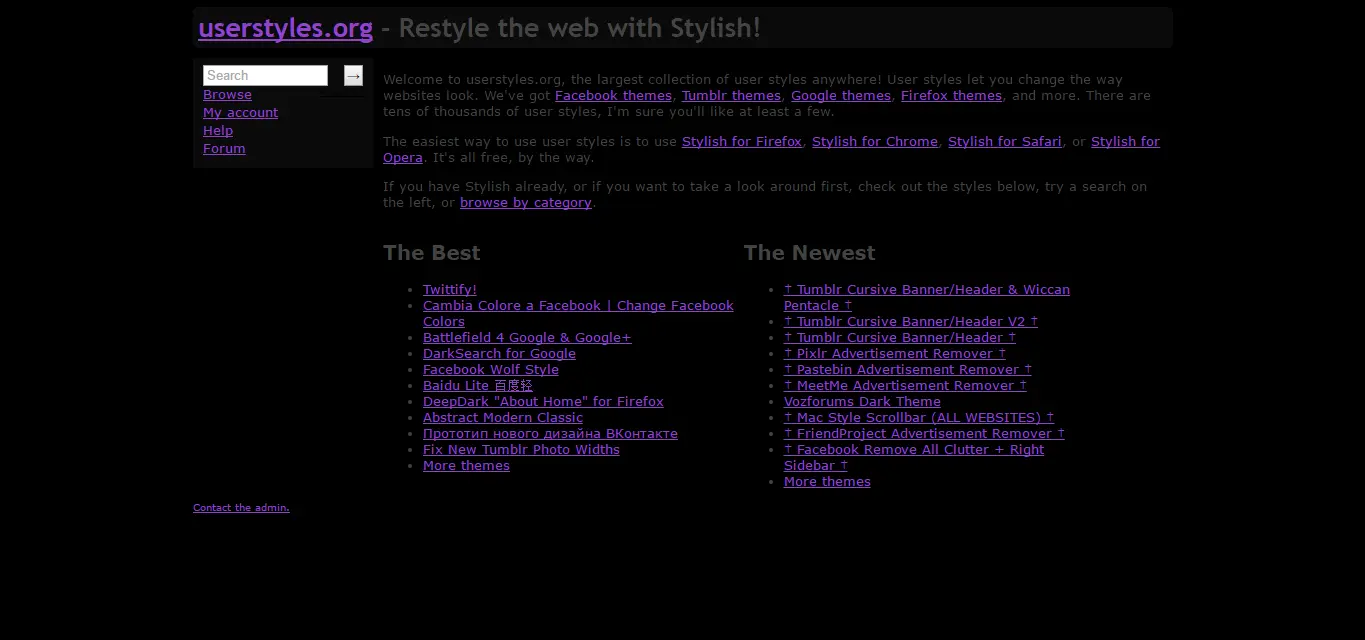 userstyles.org - Restyle the web with Stylish!
Search →
Browse
My account
Help
Forum
Welcome to userstyles.org, the largest collection of user styles anywhere! User styles let you change the way
websites look. We've got Facebook themes, Tumblr themes, Google themes, Firefox themes, and more. There are
tens of thousands of user styles, I'm sure you'll like at least a few.
The easiest way to use user styles is to use Stylish for Firefox, Stylish for Chrome, Stylish for Safari, or Stylish for
Opera. It's all free, by the way.
If you have Stylish already, or if you want to take a look around first, check out the styles below, try a search on
the left, or browse by category.
The Best
Twittify!
Cambia Colore a Facebook | Change Facebook
Colors
Battlefield 4 Google & Google+
DarkSearch for Google
Facebook Wolf Style
Baidu Lite 百度轻
DeepDark "About Home" for Firefox
Abstract Modern Classic
Прототип нового дизайна ВКонтакте
Fix New Tumblr Photo Widths
More themes
The Newest
† Tumblr Cursive Banner/Header & Wiccan
Pentacle †
† Tumblr Cursive Banner/Header V2 †
† Tumblr Cursive Banner/Header †
† Pixlr Advertisement Remover †
† Pastebin Advertisement Remover †
† MeetMe Advertisement Remover †
Vozforums Dark Theme
† Mac Style Scrollbar (ALL WEBSITES) †
† FriendProject Advertisement Remover †
† Facebook Remove All Clutter + Right
Sidebar †
More themes
Contact the admin.